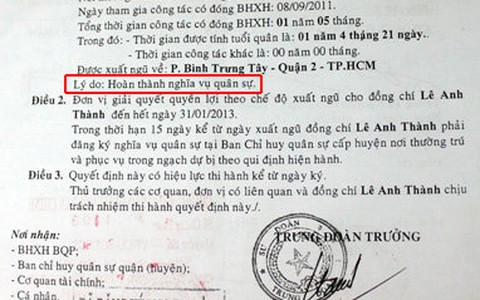 Ngày tham gia công tác có đóng BHXH: 08/09/2011.
Tổng thời gian công tác có đóng BHXH: 01 năm 05 tháng.
Trong đó: - Thời gian được tính tuổi quân là: 01 năm 4 tháng 21 ngày.
- Thời gian công tác khác là: 00 năm 00 tháng.
Được xuất ngũ về: P. Bình Trưng Tây - Quận 2 - TP.HCM
Lý do: Hoàn thành nghĩa vụ quân sự.
Điều 2. Đơn vị giải quyết quyền lợi theo chế độ xuất ngũ cho đồng chí Lê Anh
Thành đến hết ngày 31/01/2013.
Trong thời hạn 15 ngày kể từ ngày xuất ngũ đồng chí Lê Anh Thành phải
đăng ký nghĩa vụ quân sự tại Ban Chỉ huy quân sự cấp huyện nơi thường trú
và phục vụ trong ngạch dự bị theo qui định hiện hành.
Điều 3. Quyết định này có hiệu lực thi hành kể từ ngày ký.
Thủ trưởng các cơ quan, đơn vị có liên quan và đồng chí Lê Anh Thành chịu
trách nhiệm thi hành quyết định này./.
Nơi nhận:
TRUNG ĐOÀN TRƯỞNG
- BHXH BQP;
- Ban chỉ huy quân sự quận (huyện);
- Cơ quan tài chính;
- Cá nhân.
SƯ ĐOÀN
TRUNG